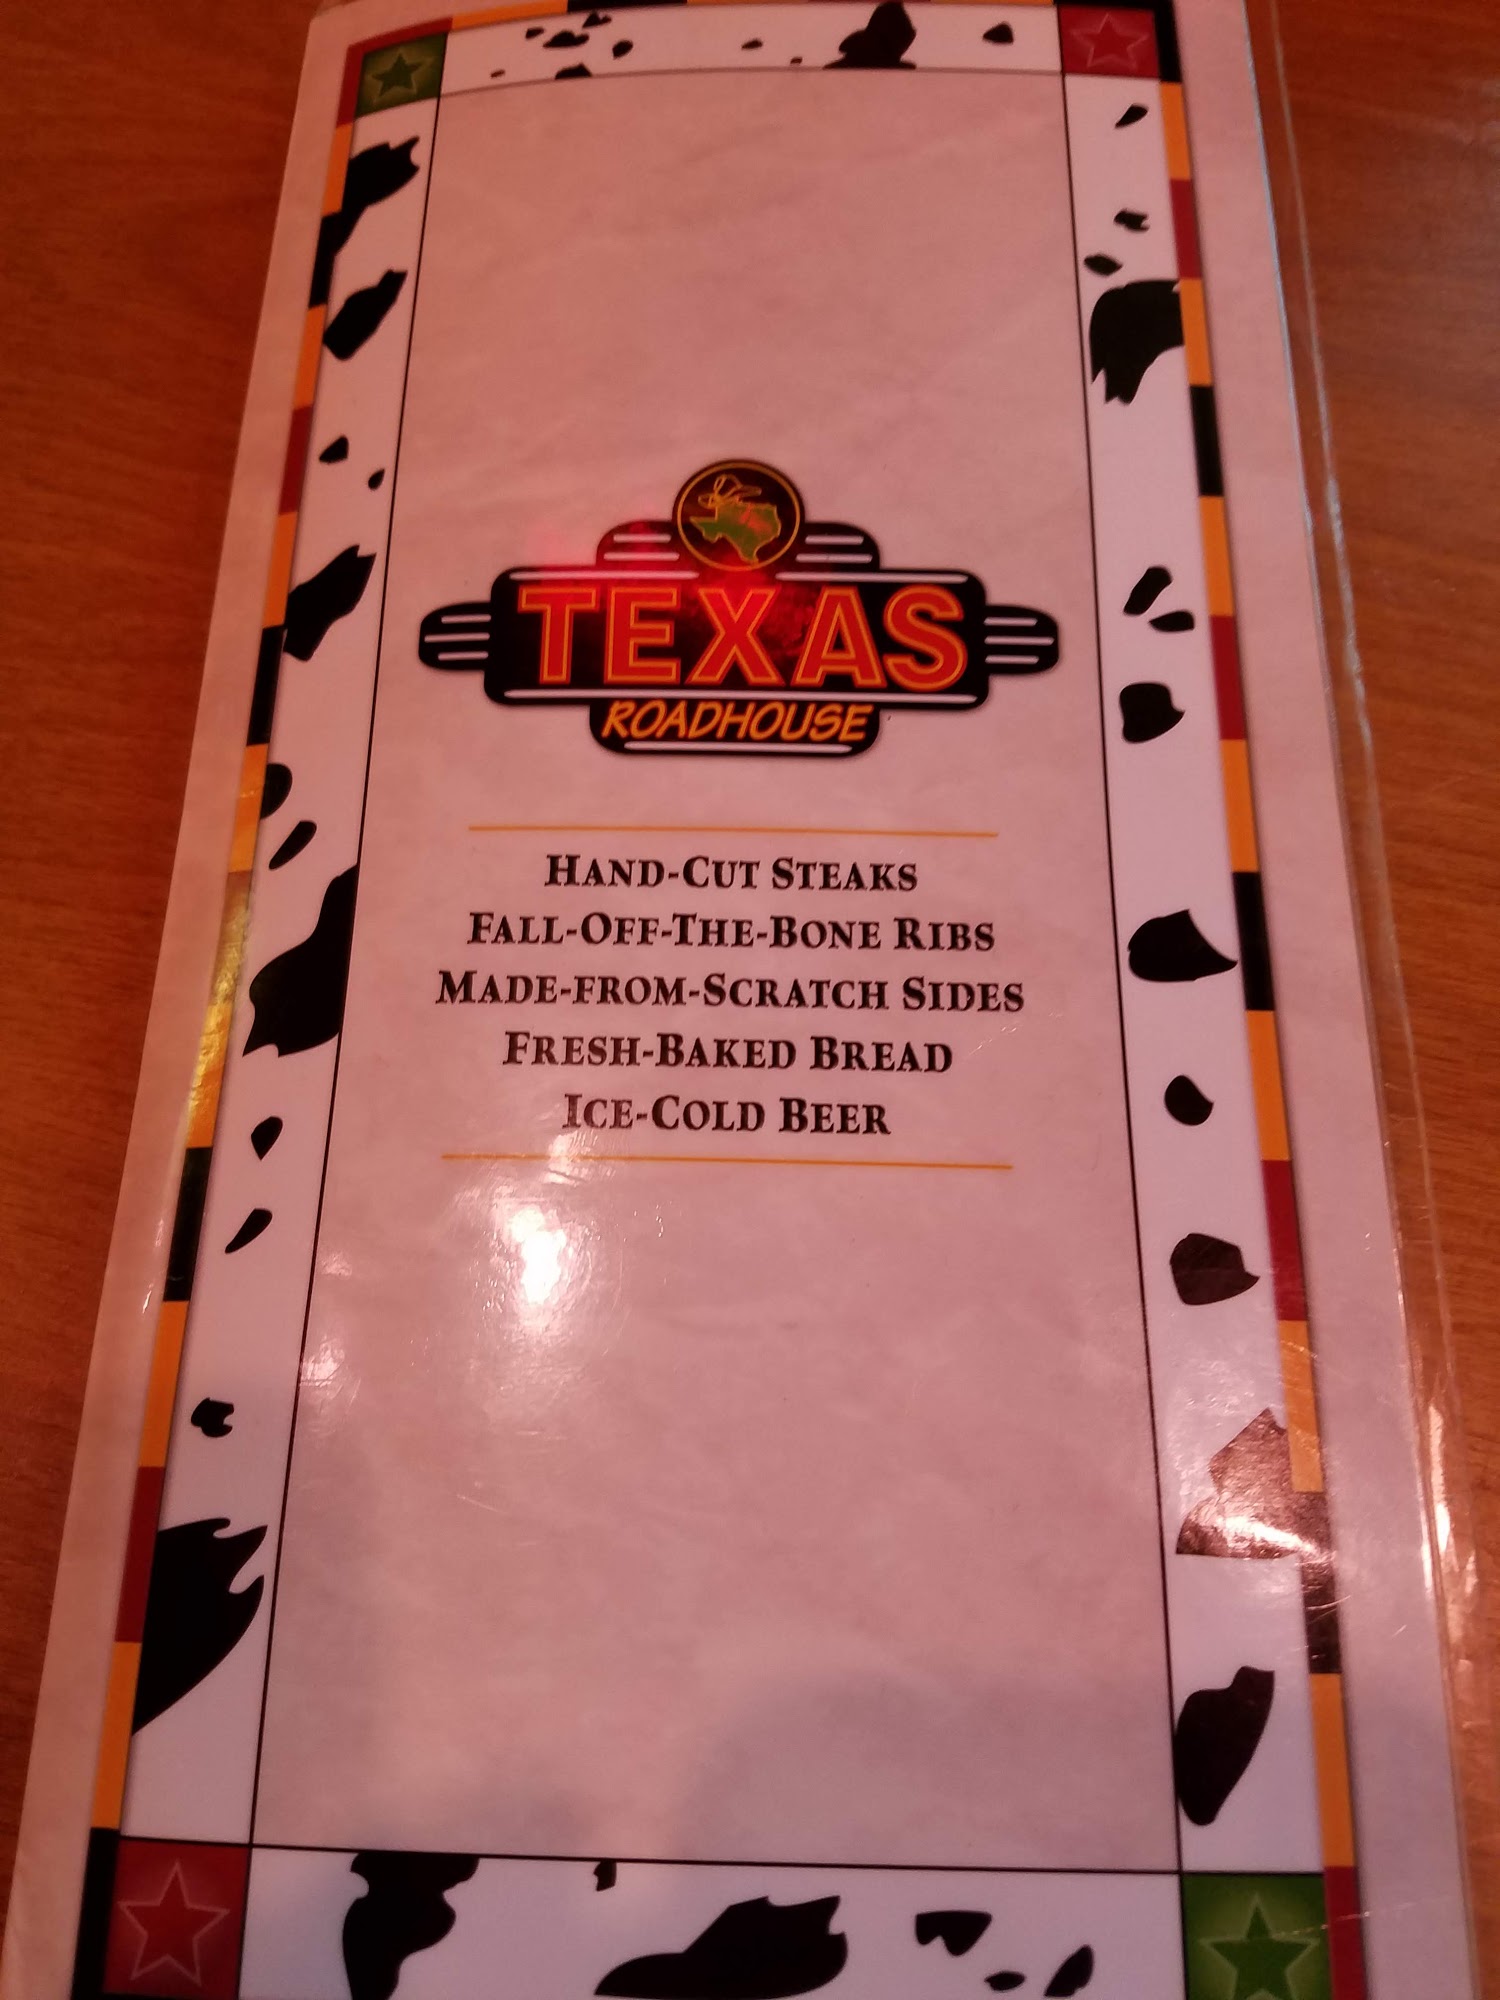 TEXAS
ROADHOUSE
HAND-CUT STEAKS
FALL-OFF-THE-BONE RIBS
MADE-FROM-SCRATCH SIDES
FRESH-BAKED BREAD
ICE-COLD BEER